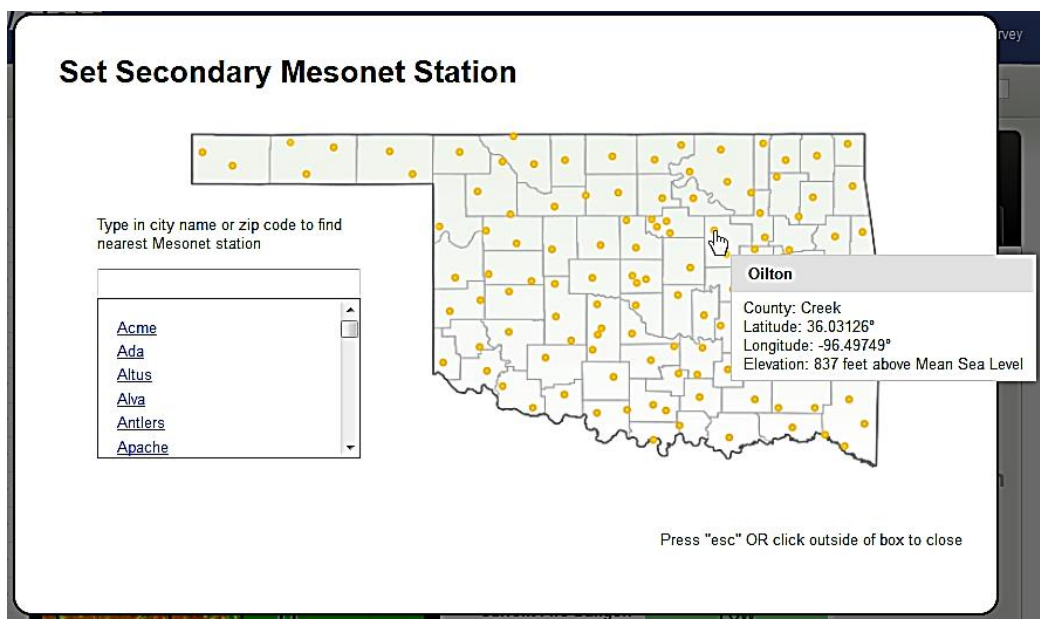 rvey
Set Secondary Mesonet Station
Type in city name or zip code to find
nearest Mesonet station
Acme
Ada
Altus
Alva
Antlers
Apache
Oilton
County: Creek
Latitude: 36.03126°
Longitude: -96.49749°
Elevation: 837 feet above Mean Sea Level
Press "esc" OR click outside of box to close